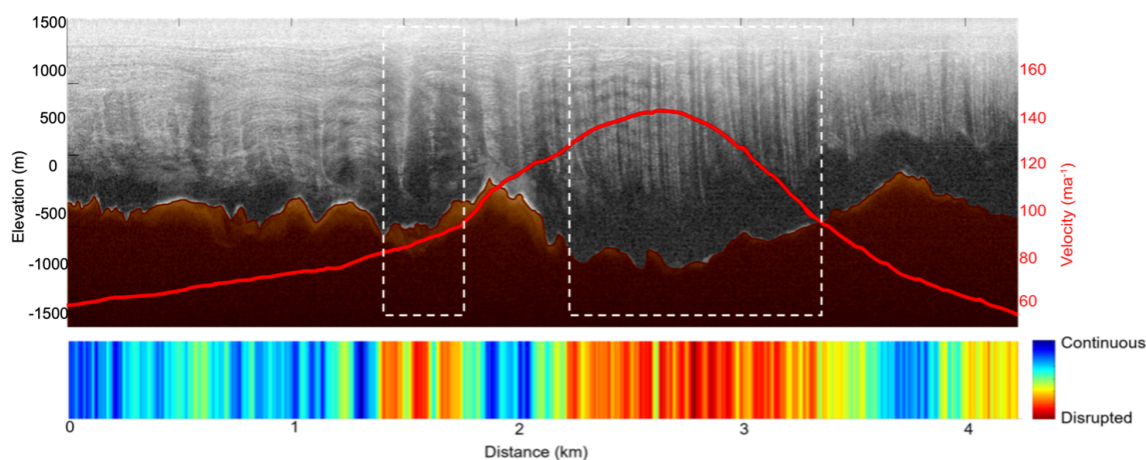 1500
1000
500
0
-500
-1000
-1500
Elevation (m)
160
140
120
100
80
60
Velocity (ma-1)
Continuous
Disrupted
0 1 2 3 4
Distance (km)